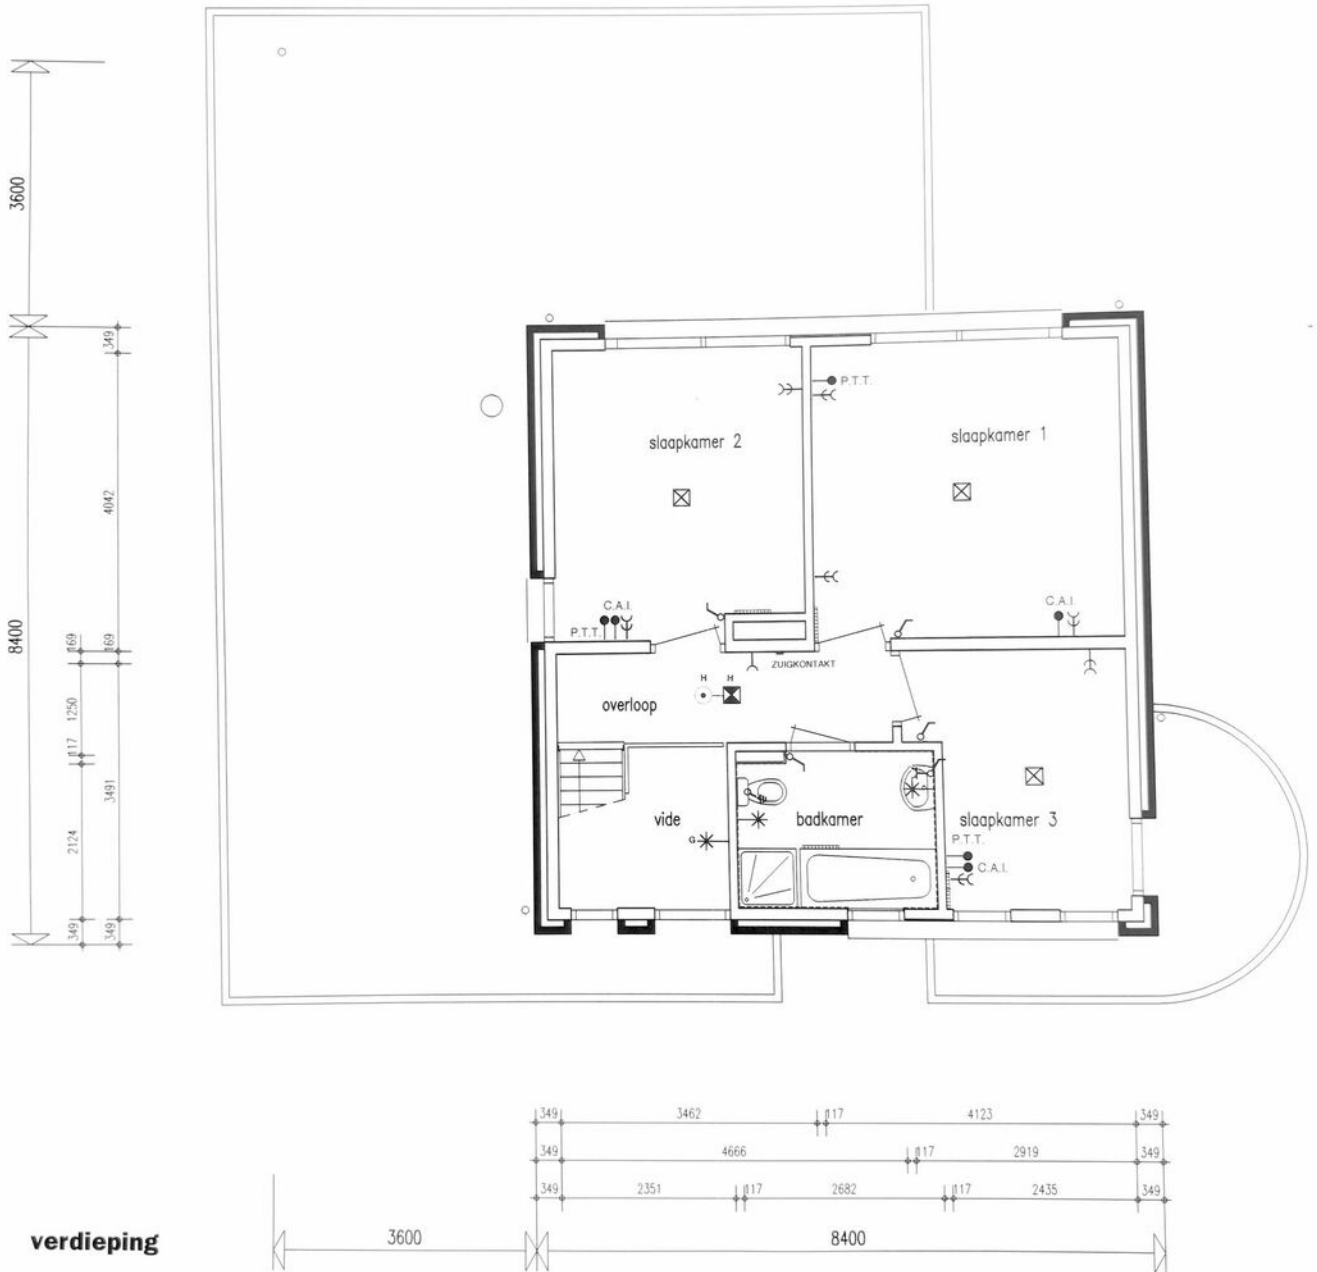 3600
349
P.T.T.
slaapkamer 2
slaapkamer 1
4042
C.A.I.
C.A.I.
P.T.T.
8400
169
169
ZUIGKONTAKT
H H
overloop
1250
117
3491
vide
badkamer
slaapkamer 3
G
P.T.T.
C.A.I.
2124
349
349
349 3462 117 4123 349
349 4666 117 2919 349
349 2351 117 2682 117 2435 349
3600 8400
verdieping